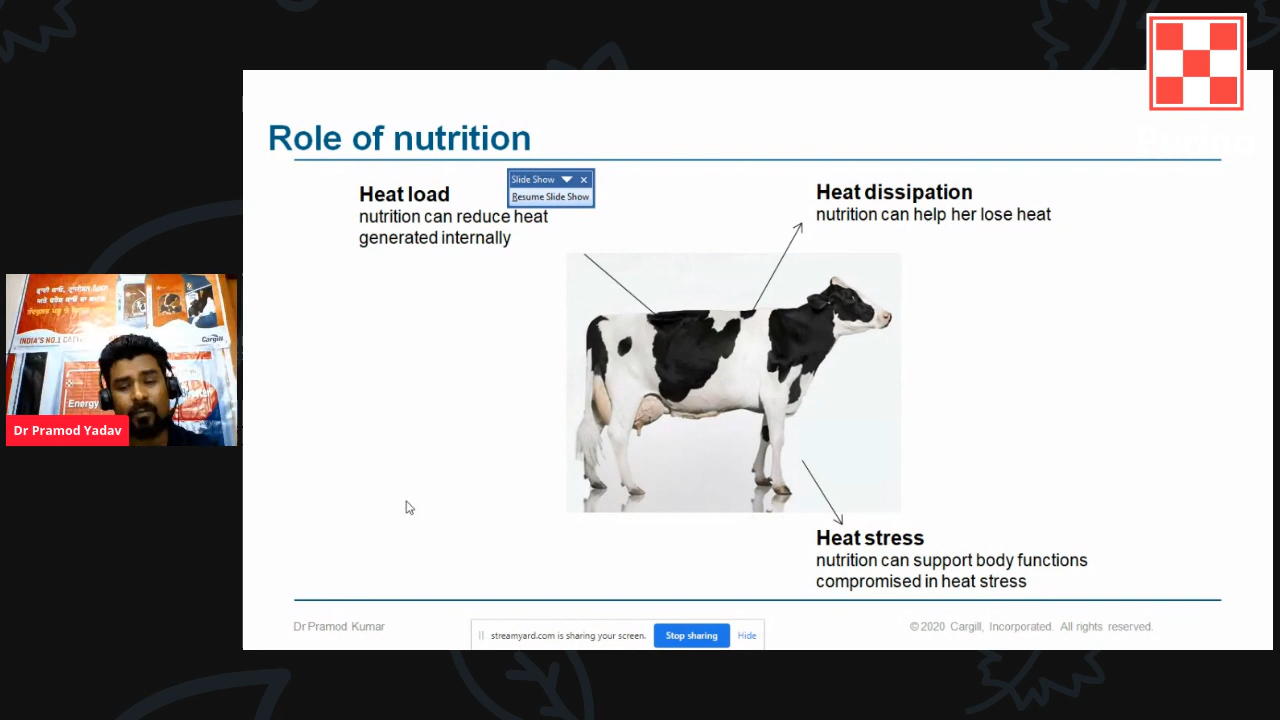 Role of nutrition
Slide Show
Resume Slide Show
Heat load
nutrition can reduce heat
generated internally
Heat dissipation
nutrition can help her lose heat
Heat stress
nutrition can support body functions
compromised in heat stress
INDIA'S NO.1
Cargill
Energy
Dr Pramod Yadav
Dr Pramod Kumar
streamyard.com is sharing your screen.
Stop sharing
Hide
© 2020 Cargill, Incorporated. All rights reserved.